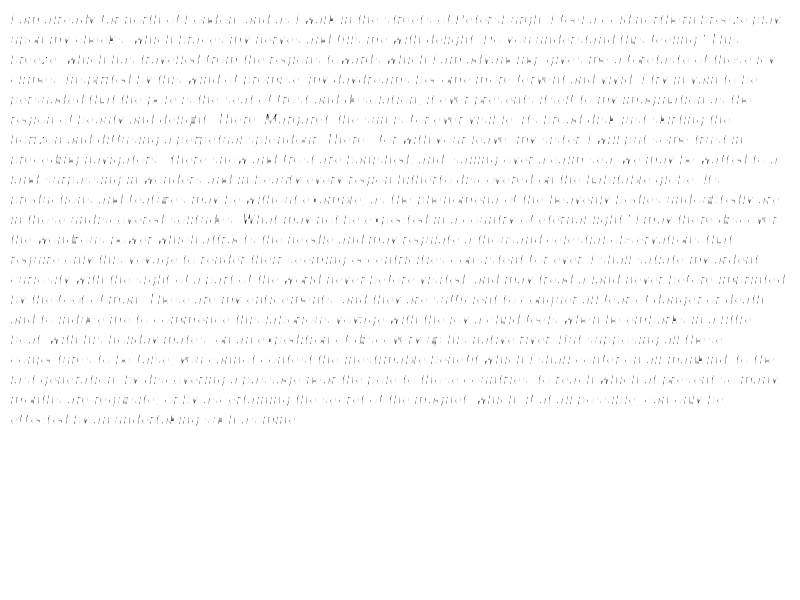 I am already far north of London, and as I walk in the streets of Petersburgh, I feel a cold northern breeze play
upon my cheeks, which braces my nerves and fills me with delight. Do you understand this feeling? This
breeze, which has travelled from the regions towards which I am advancing, gives me a foretaste of those icy
climes. Inspirited by this wind of promise, my daydreams become more fervent and vivid. I try in vain to be
persuaded that the pole is the seat of frost and desolation; it ever presents itself to my imagination as the
region of beauty and delight. There, Margaret, the sun is for ever visible, its broad disk just skirting the
horizon and diffusing a perpetual splendour. There—for with your leave, my sister, I will put some trust in
preceding navigators—there snow and frost are banished; and, sailing over a calm sea, we may be wafted to a
land surpassing in wonders and in beauty every region hitherto discovered on the habitable globe. Its
productions and features may be without example, as the phenomena of the heavenly bodies undoubtedly are
in those undiscovered solitudes. What may not be expected in a country of eternal light? I may there discover
the wondrous power which attracts the needle and may regulate a thousand celestial observations that
require only this voyage to render their seeming eccentricities consistent for ever. I shall satiate my ardent
curiosity with the sight of a part of the world never before visited, and may tread a land never before imprinted
by the foot of man. These are my enticements, and they are sufficient to conquer all fear of danger or death
and to induce me to commence this laborious voyage with the joy a child feels when he embarks in a little
boat, with his holiday mates, on an expedition of discovery up his native river. But supposing all these
conjectures to be false, you cannot contest the inestimable benefit which I shall confer on all mankind, to the
last generation, by discovering a passage near the pole to those countries, to reach which at present so many
months are requisite; or by ascertaining the secret of the magnet, which, if at all possible, can only be
effected by an undertaking such as mine.